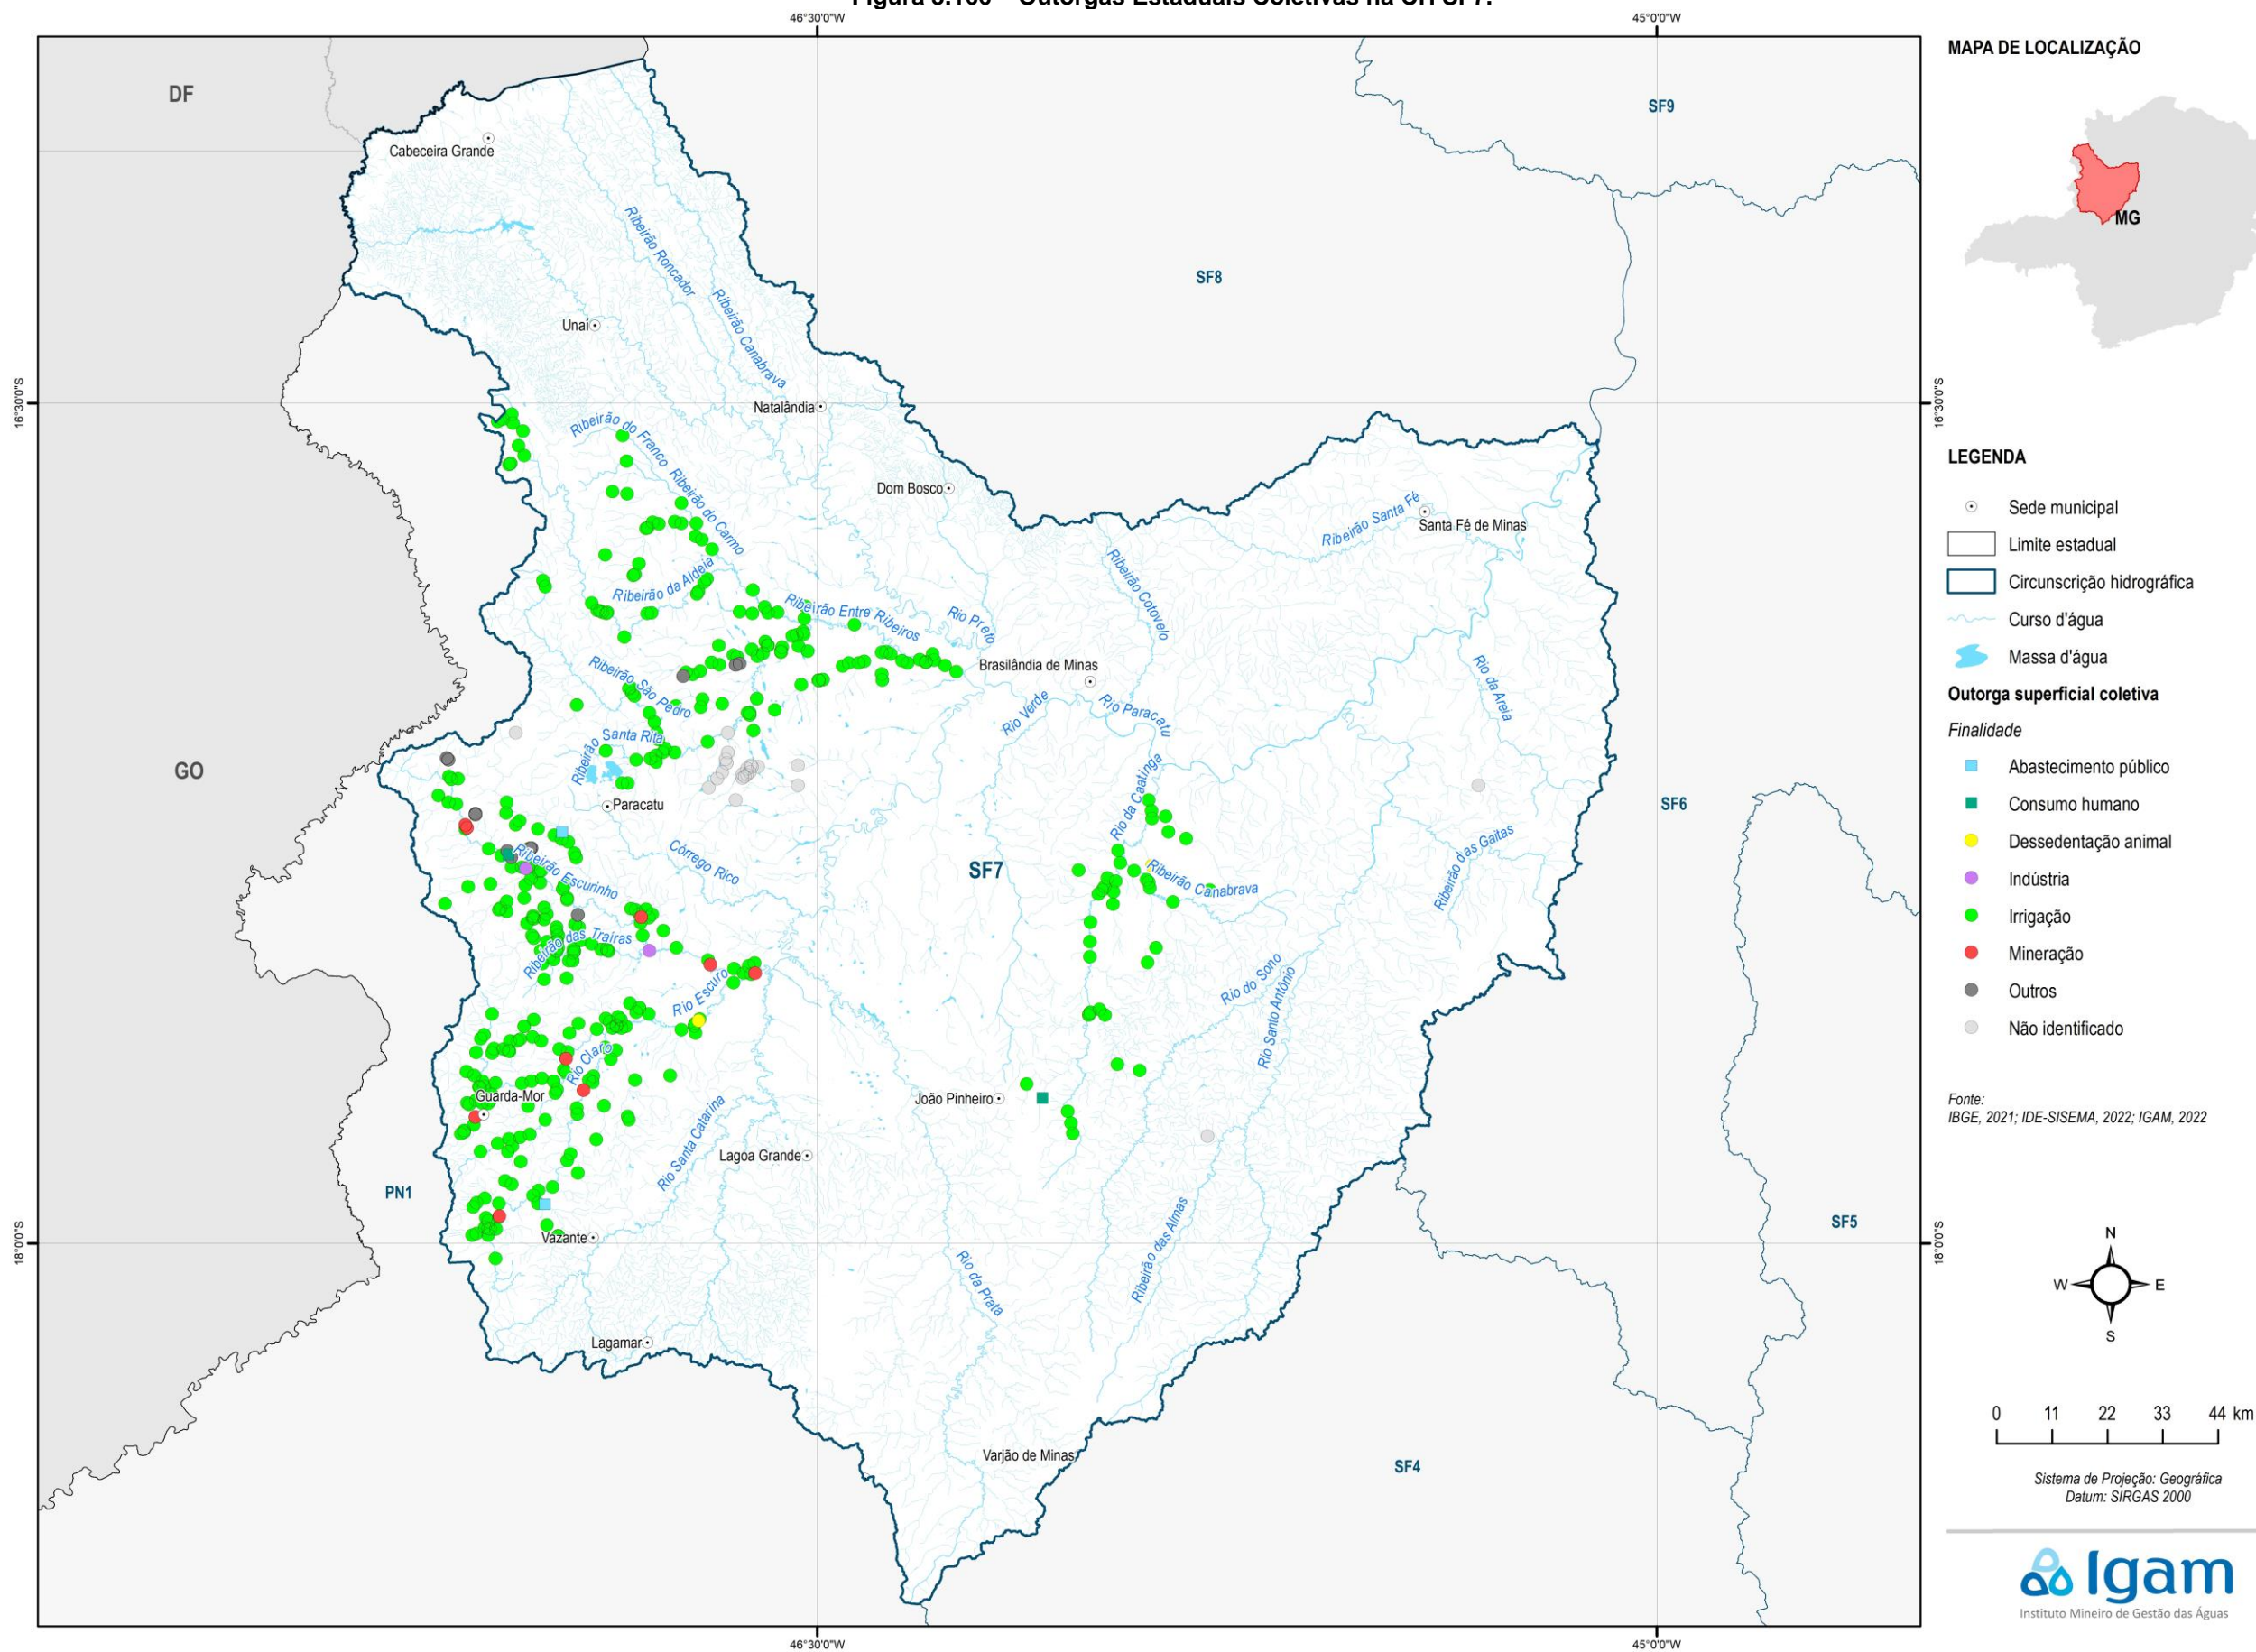 46°30'0"W
45°0'0"W
DF
SF9
Cabeceira Grande
Ribeirão Roncador
SF8
Ribeirão Canabrava
Unaí
16°30'0"S
Natalândia
16°30'0"S
Ribeirão do Franco
Ribeirão do Carmo
Dom Bosco
Ribeirão Santa Fé
Santa Fé de Minas
Ribeirão da Aldeia
Ribeirão Cotovelo
Ribeirão Entre Ribeiros
Rio Preto
Brasilândia de Minas
Ribeirão São Pedro
Rio Verde
Rio Paracatu
Rio da Areia
Ribeirão Santa Rita
GO
Paracatu
Rio da Caatinga
SF6
Córrego Rico
SF7
Ribeirão Escurinho
Ribeirão Canabrava
Ribeirão das Gaitas
Ribeirão das Traíras
Rio Escuro
Rio do Sono
Rio Santo Antônio
Rio Claro
Guarda-Mor
João Pinheiro
Rio Santa Catarina
Lagoa Grande
PN1
Ribeirão das Almas
SF5
18°0'0"S
Vazante
18°0'0"S
Rio da Prata
Lagamar
Varjão de Minas
SF4
46°30'0"W
45°0'0"W
MAPA DE LOCALIZAÇÃO
MG
LEGENDA
Sede municipal
Limite estadual
Circunscrição hidrográfica
Curso d'água
Massa d'água
Outorga superficial coletiva
Finalidade
Abastecimento público
Consumo humano
Dessedentação animal
Indústria
Irrigação
Mineração
Outros
Não identificado
Fonte:
IBGE, 2021; IDE-SISEMA, 2022; IGAM, 2022
N
W E
S
0 11 22 33 44 km
Sistema de Projeção: Geográfica
Datum: SIRGAS 2000
Igam
Instituto Mineiro de Gestão das Águas